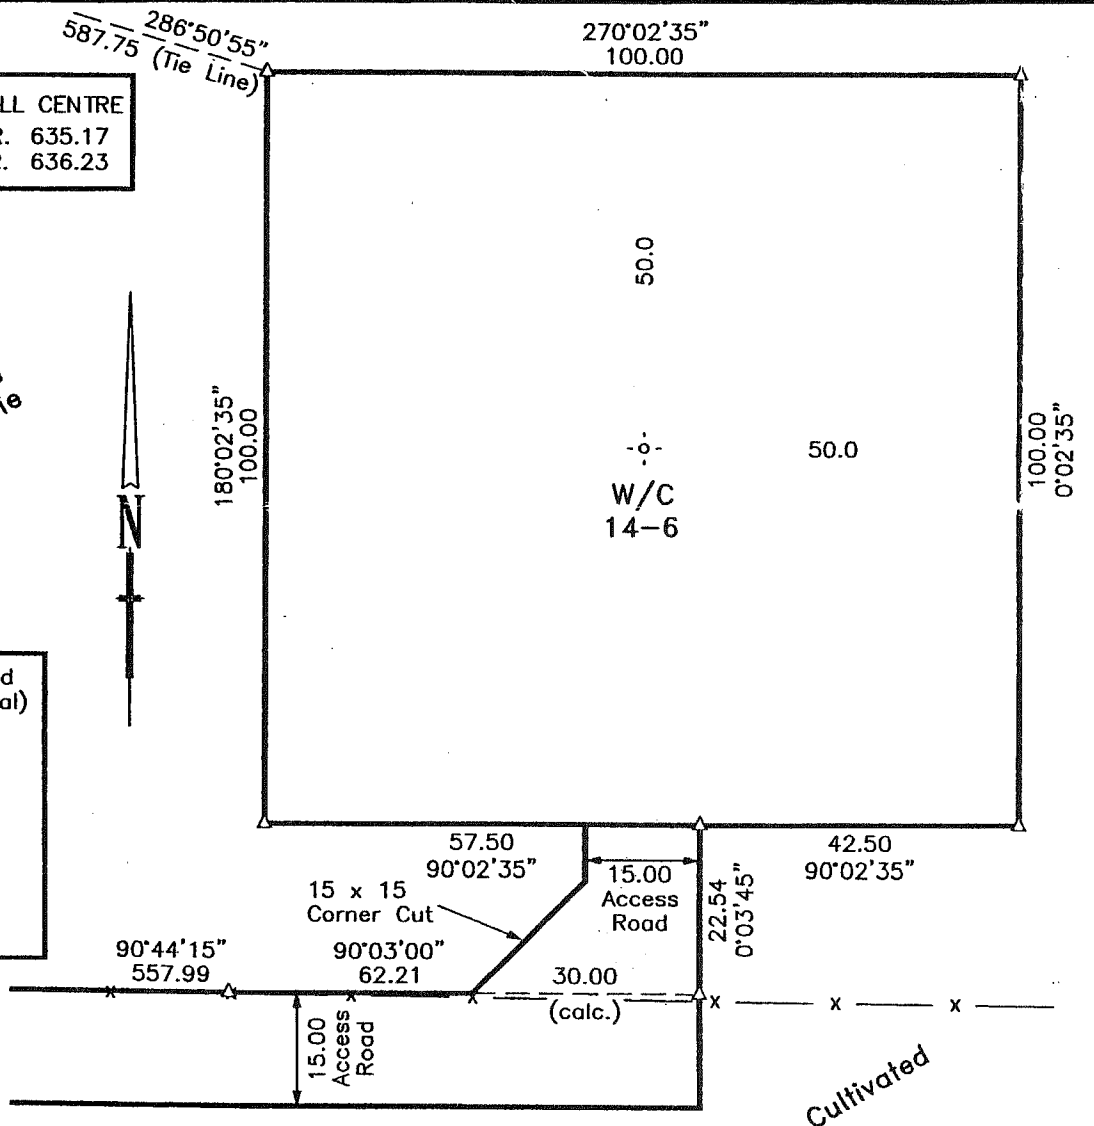 286°50'55"
587.75 (Tie Line)
270°02'35"
100.00
CENTRE
635.17
636.23
50.0
50.0
180°02'35"
100.00
100.00
0°02'35"
W/C
14-6
N
57.50
90°02'35"
42.50
90°02'35"
15.00
Access
Road
22.54
0°03'45"
15 x 15
Corner Cut
90°44'15"
557.99
90°03'00"
62.21
30.00
(calc.)
x
x
x
x
x
x
15.00
Access
Road
Cultivated